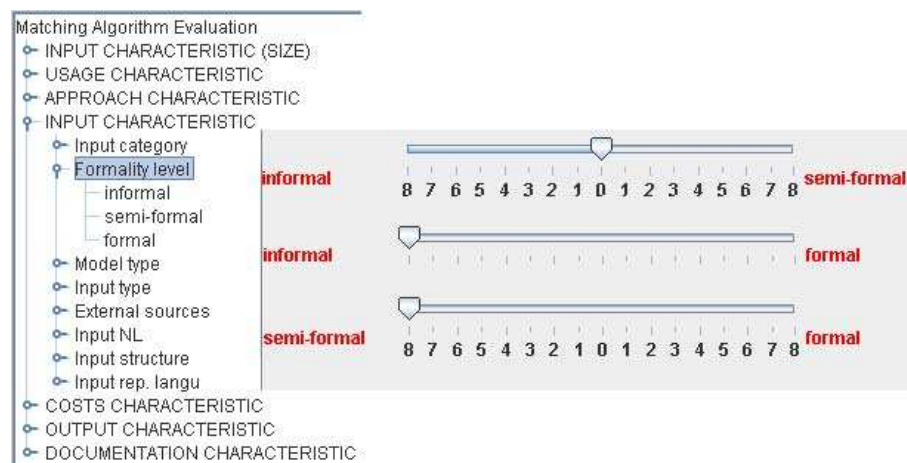 Matching Algorithm Evaluation
INPUT CHARACTERISTIC (SIZE)
USAGE CHARACTERISTIC
APPROACH CHARACTERISTIC
INPUT CHARACTERISTIC
Input category
Formality level
informal
semi-formal
formal
Model type
Input type
External sources
Input NL
Input structure
Input rep. langu
COSTS CHARACTERISTIC
OUTPUT CHARACTERISTIC
DOCUMENTATION CHARACTERISTIC
informal semi-formal
8 7 6 5 4 3 2 1 0 1 2 3 4 5 6 7 8
informal formal
semi-formal formal
8 7 6 5 4 3 2 1 0 1 2 3 4 5 6 7 8